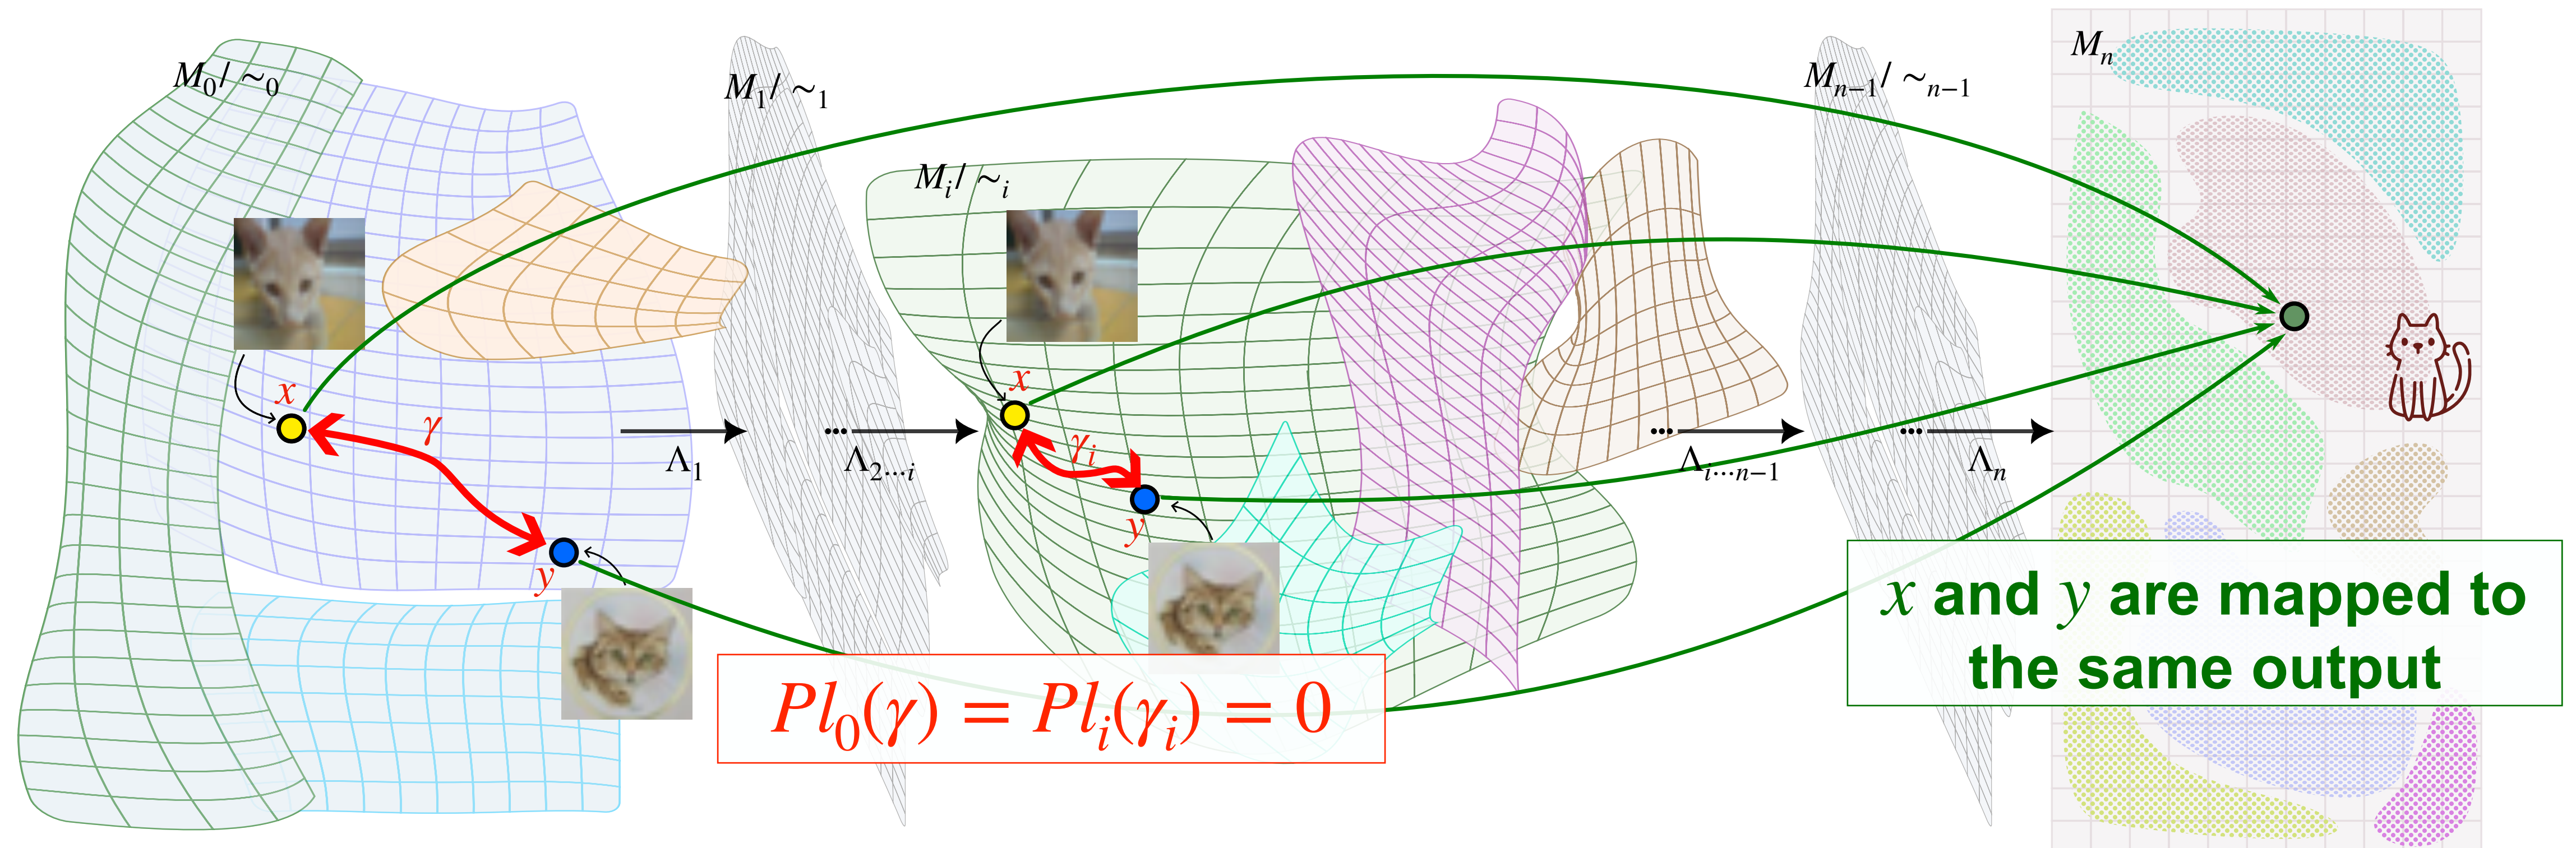 M₀/ ∼₀
M₁/ ∼₁
Mᵢ/ ∼ᵢ
Mₙ₋₁/ ∼ₙ₋₁
Mₙ
x
γ
y
x
γᵢ
y
Λ₁
···
Λ₂...ᵢ
···
Λᵢ...ₙ₋₁
···
Λₙ
Pl₀(γ) = Plᵢ(γᵢ) = 0
x and y are mapped to
the same output